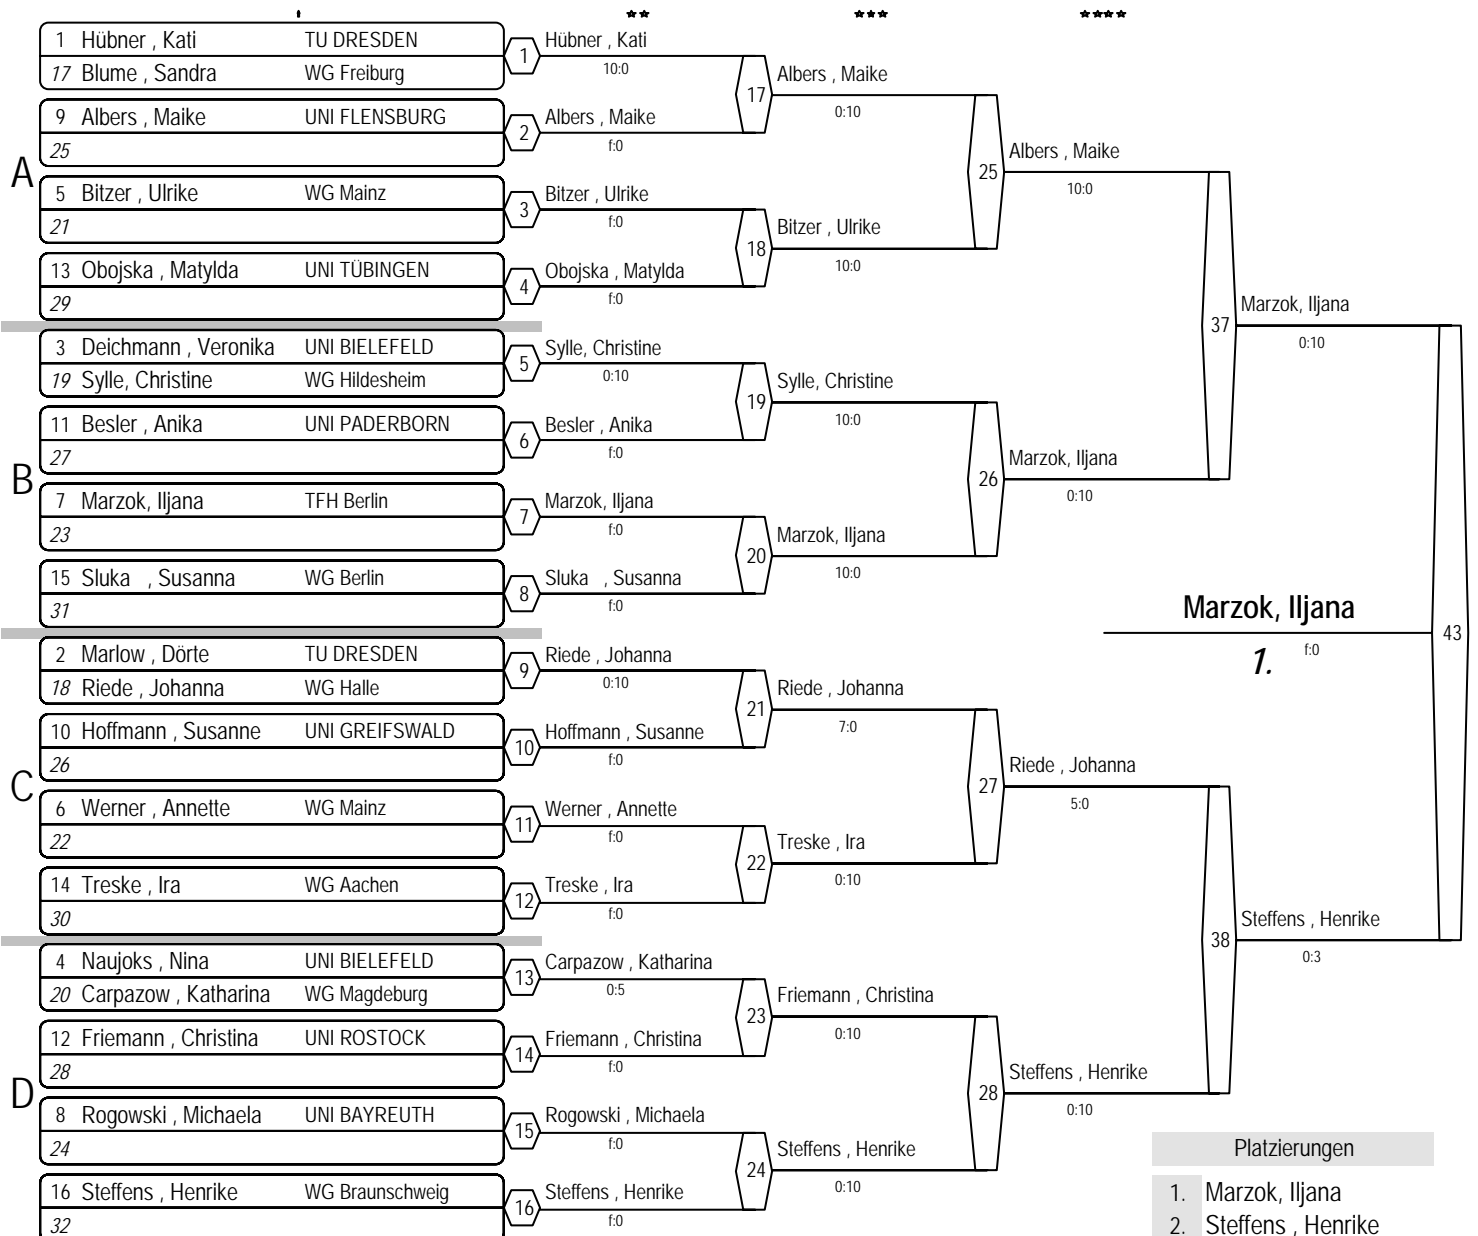 * ** *** ****
A
1 Hübner , Kati TU DRESDEN
17 Blume , Sandra WG Freiburg
9 Albers , Maike UNI FLENSBURG
25
5 Bitzer , Ulrike WG Mainz
21
13 Obojska , Matylda UNI TÜBINGEN
29
B
3 Deichmann , Veronika UNI BIELEFELD
19 Sylle, Christine WG Hildesheim
11 Besler , Anika UNI PADERBORN
27
7 Marzok, Iljana TFH Berlin
23
15 Sluka , Susanna WG Berlin
31
C
2 Marlow , Dörte TU DRESDEN
18 Riede , Johanna WG Halle
10 Hoffmann , Susanne UNI GREIFSWALD
26
6 Werner , Annette WG Mainz
22
14 Treske , Ira WG Aachen
30
D
4 Naujoks , Nina UNI BIELEFELD
20 Carpazow , Katharina WG Magdeburg
12 Friemann , Christina UNI ROSTOCK
28
8 Rogowski , Michaela UNI BAYREUTH
24
16 Steffens , Henrike WG Braunschweig
32
1 Hübner , Kati
10:0
2 Albers , Maike
f:0
3 Bitzer , Ulrike
f:0
4 Obojska , Matylda
f:0
5 Sylle, Christine
0:10
6 Besler , Anika
f:0
7 Marzok, Iljana
f:0
8 Sluka , Susanna
f:0
9 Riede , Johanna
0:10
10 Hoffmann , Susanne
f:0
11 Werner , Annette
f:0
12 Treske , Ira
f:0
13 Carpazow , Katharina
0:5
14 Friemann , Christina
f:0
15 Rogowski , Michaela
f:0
16 Steffens , Henrike
f:0
17 Albers , Maike
0:10
18 Bitzer , Ulrike
10:0
19 Sylle, Christine
10:0
20 Marzok, Iljana
10:0
21 Riede , Johanna
7:0
22 Treske , Ira
0:10
23 Friemann , Christina
0:10
24 Steffens , Henrike
0:10
25 Albers , Maike
10:0
26 Marzok, Iljana
0:10
27 Riede , Johanna
5:0
28 Steffens , Henrike
0:10
37 Marzok, Iljana
0:10
38 Steffens , Henrike
0:3
43 Marzok, Iljana
1. f:0
Platzierungen
1. Marzok, Iljana
2. Steffens , Henrike